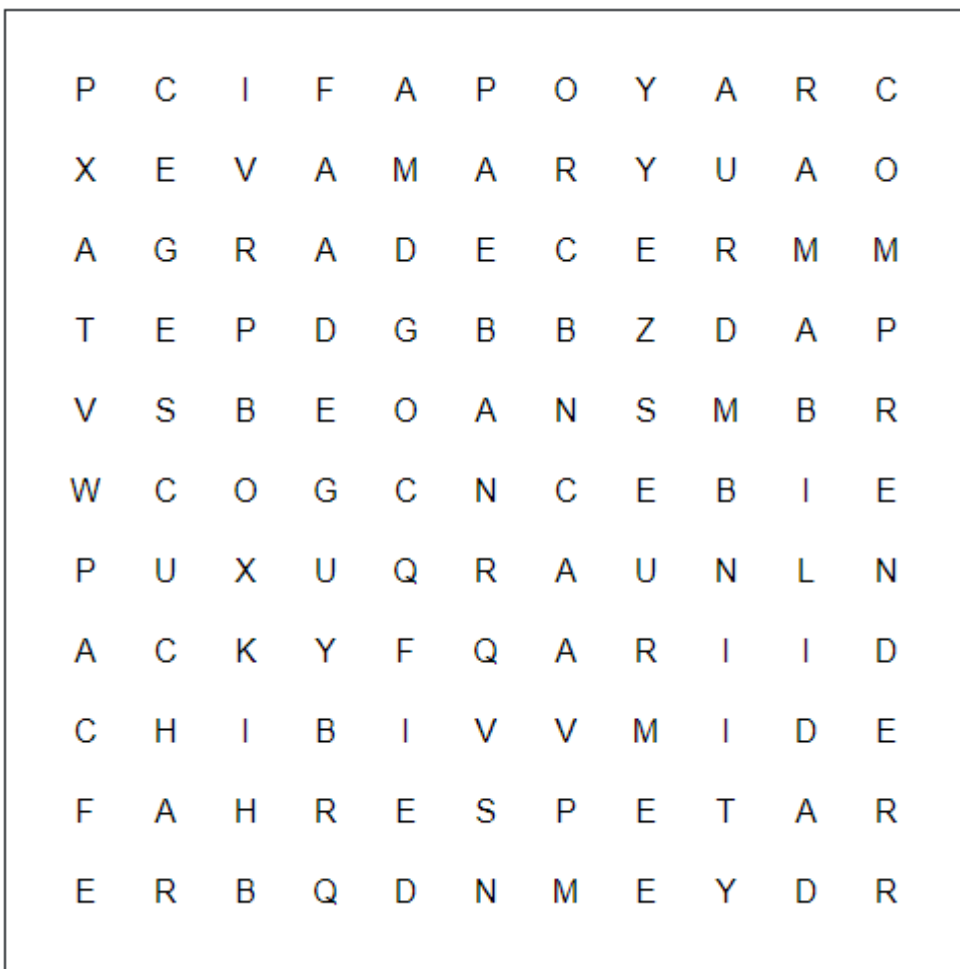 P C I F A P O Y A R C
X E V A M A R Y U A O
A G R A D E C E R M M
T E P D G B B Z D A P
V S B E O A N S M B R
W C O G C N C E B I E
P U X U Q R A U N L N
A C K Y F Q A R I I D
C H I B I V V M I D E
F A H R E S P E T A R
E R B Q D N M E Y D R